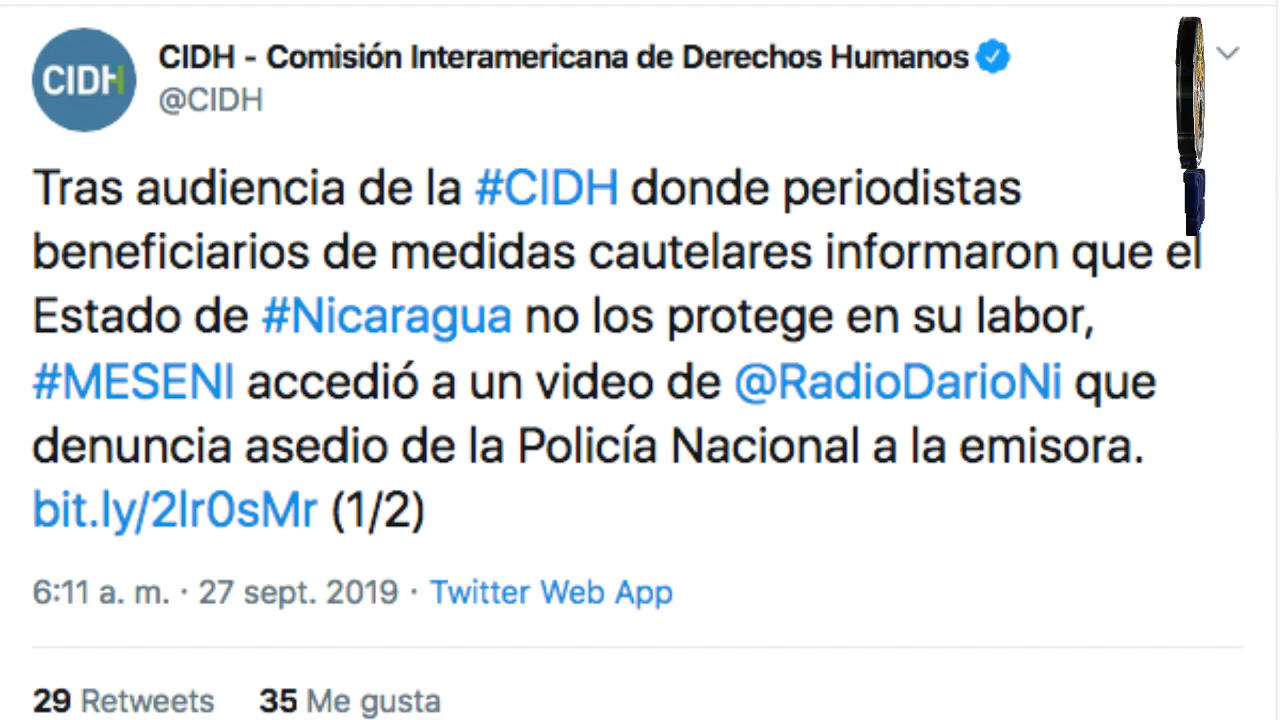 CIDH
CIDH - Comisión Interamericana de Derechos Humanos
@CIDH
Tras audiencia de la #CIDH donde periodistas
beneficiarios de medidas cautelares informaron que el
Estado de #Nicaragua no los protege en su labor,
#MESENI accedió a un video de @RadioDarioNi que
denuncia asedio de la Policía Nacional a la emisora.
bit.ly/2lr0sMr (1/2)
6:11 a. m. · 27 sept. 2019 · Twitter Web App
29 Retweets 35 Me gusta